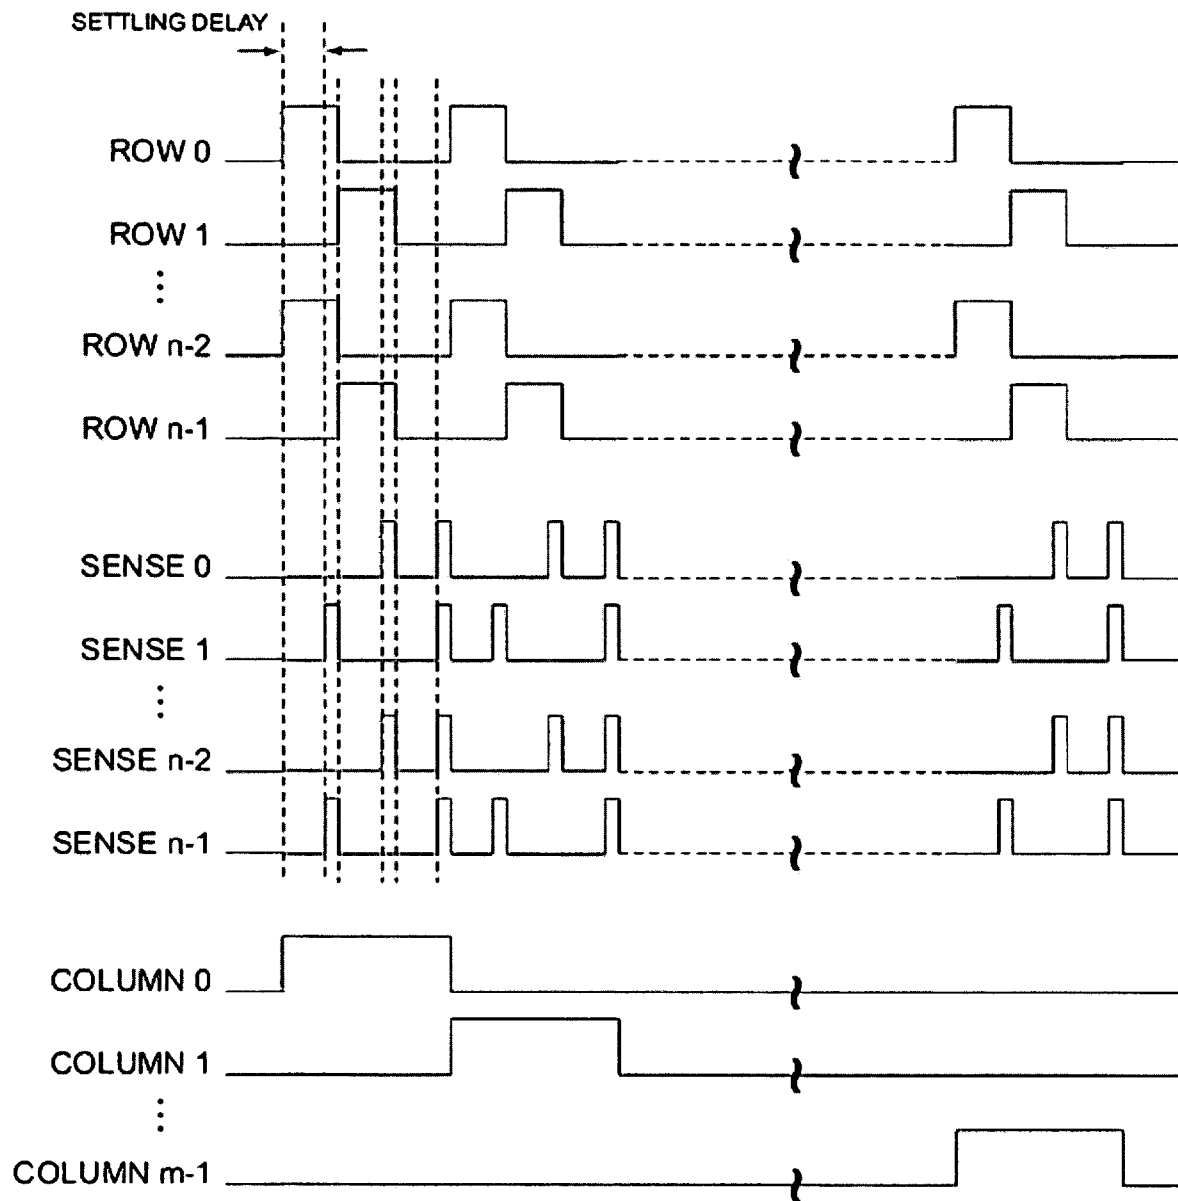 SETTLING DELAY
ROW 0
ROW 1
⋮
ROW n-2
ROW n-1
SENSE 0
SENSE 1
⋮
SENSE n-2
SENSE n-1
COLUMN 0
COLUMN 1
⋮
COLUMN m-1